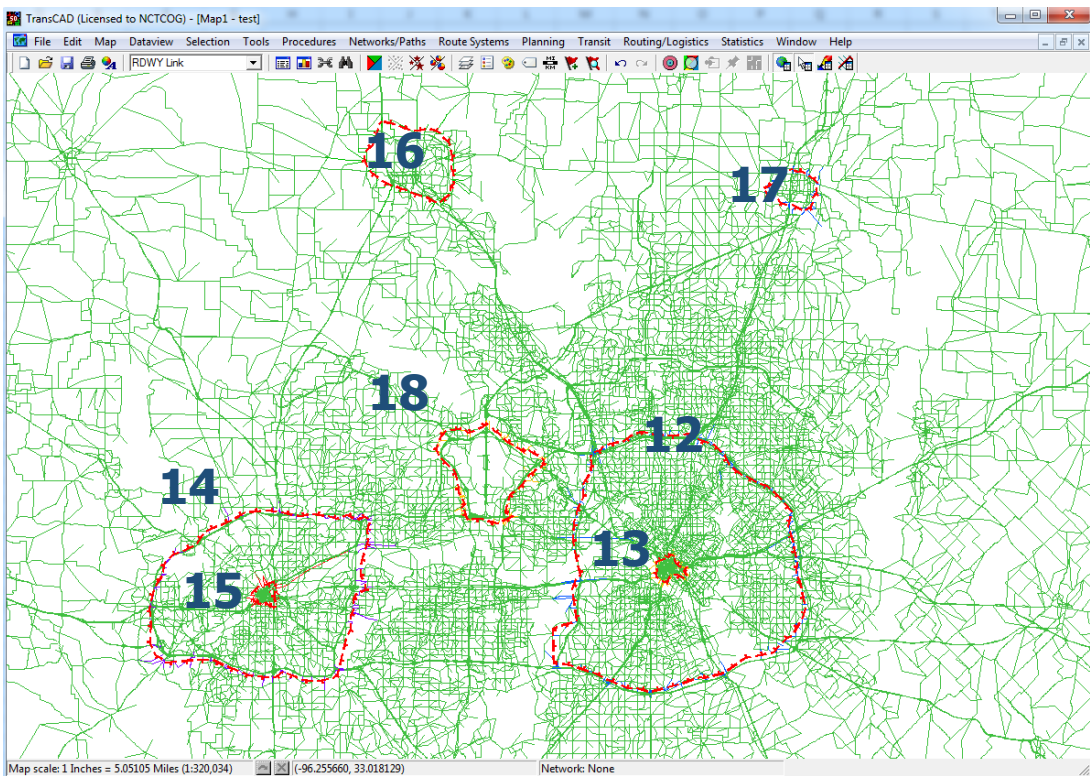 TransCAD (Licensed to NCTCOG) - [Map1 - test]
File Edit Map Dataview Selection Tools Procedures Networks/Paths Route Systems Planning Transit Routing/Logistics Statistics Window Help
RDWY Link
16
17
18
12
14
13
15
Map scale: 1 Inches = 5.05105 Miles (1:320,034) (-96.255660, 33.018129) Network: None